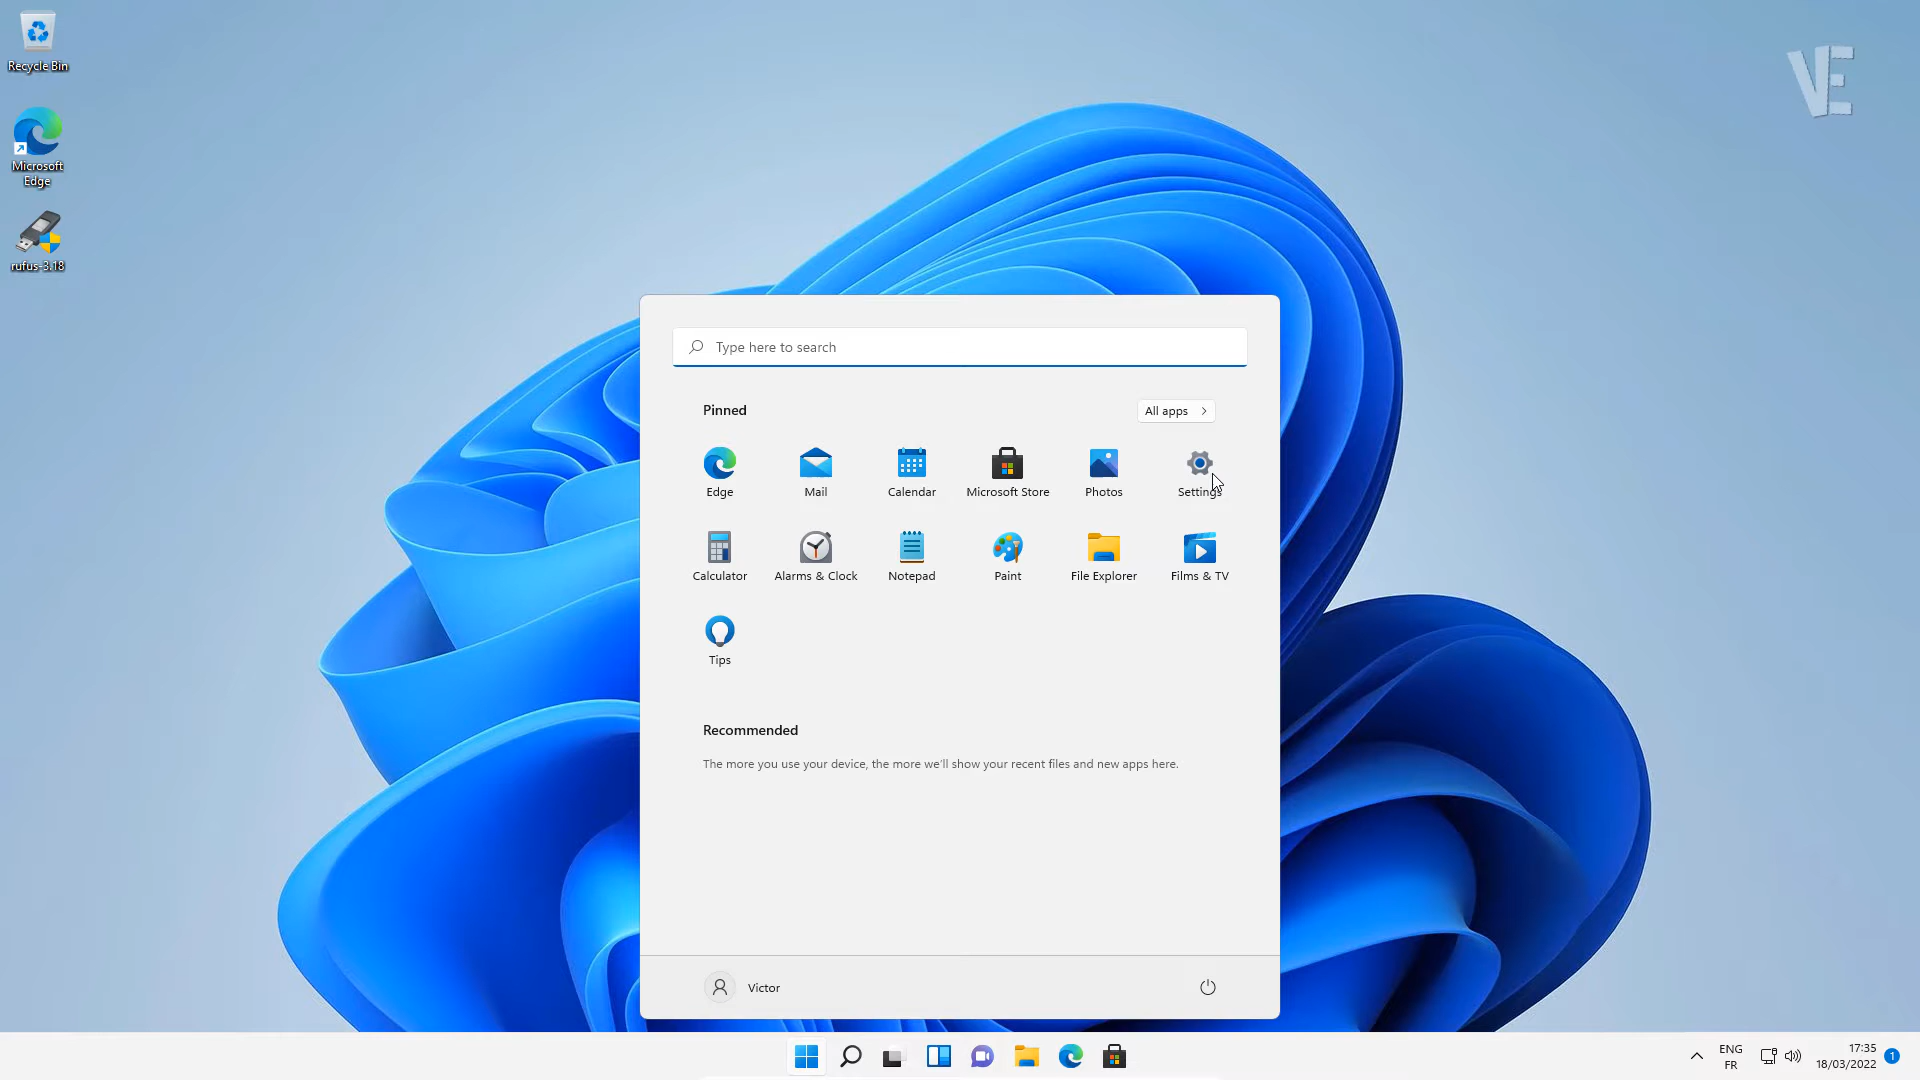 Recycle Bin
Microsoft
Edge
rufus-3.18
VE
Type here to search
Pinned
All apps
Edge
Mail
Calendar
Microsoft Store
Photos
Settings
Calculator
Alarms & Clock
Notepad
Paint
File Explorer
Films & TV
Tips
Recommended
The more you use your device, the more we'll show your recent files and new apps here.
Victor
ENG
FR
17:35
18/03/2022
1